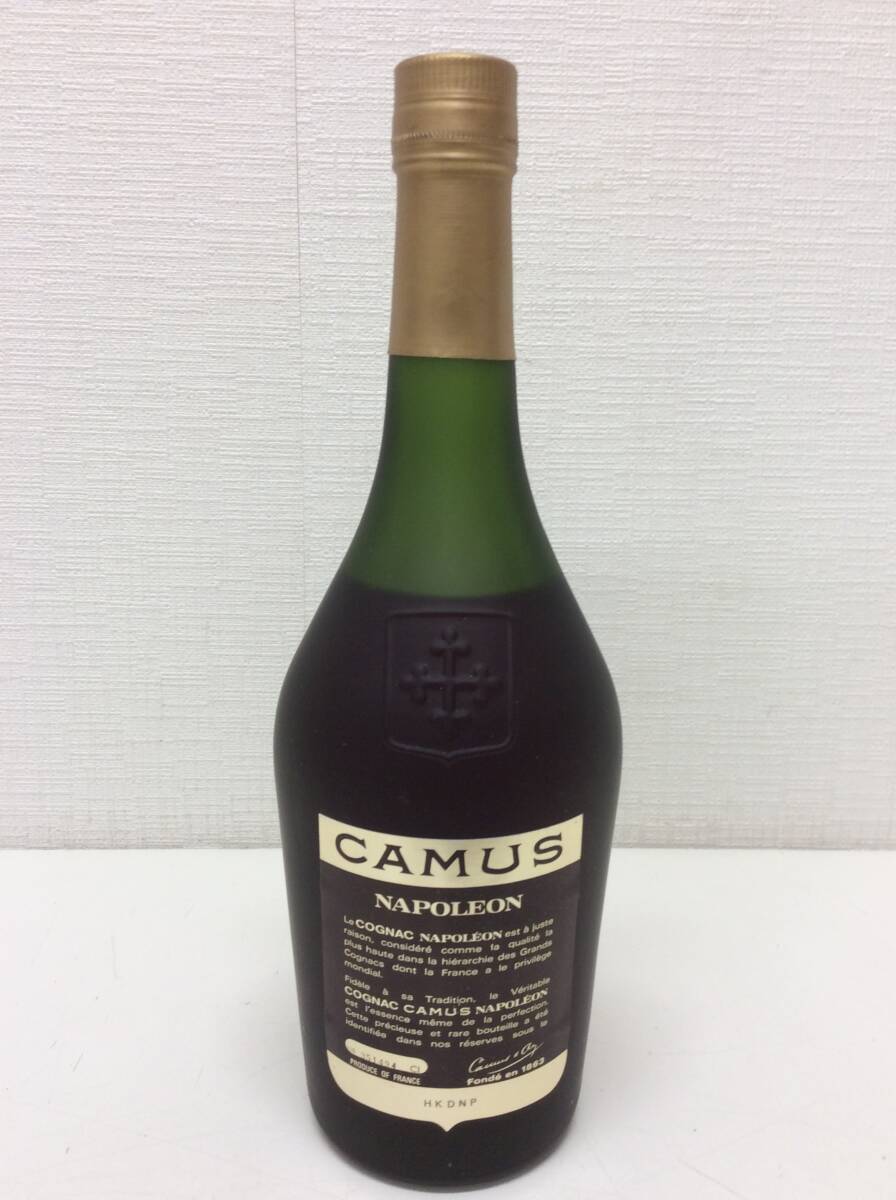 CAMUS
NAPOLEON
Le COGNAC NAPOLÉON est à juste
raison, considéré comme la qualité la
plus haute dans la hiérarchie des Grands
Cognacs dont la France a le privilège
mondial.
Fidèle à sa Tradition, le Véritable
COGNAC CAMUS NAPOLÉON
est l'essence même de la perfection.
Cette précieuse et rare bouteille a été
identifiée dans nos réserves sous le
PRODUCE OF FRANCE
Camus & Co
Fondé en 1863
HKDNP